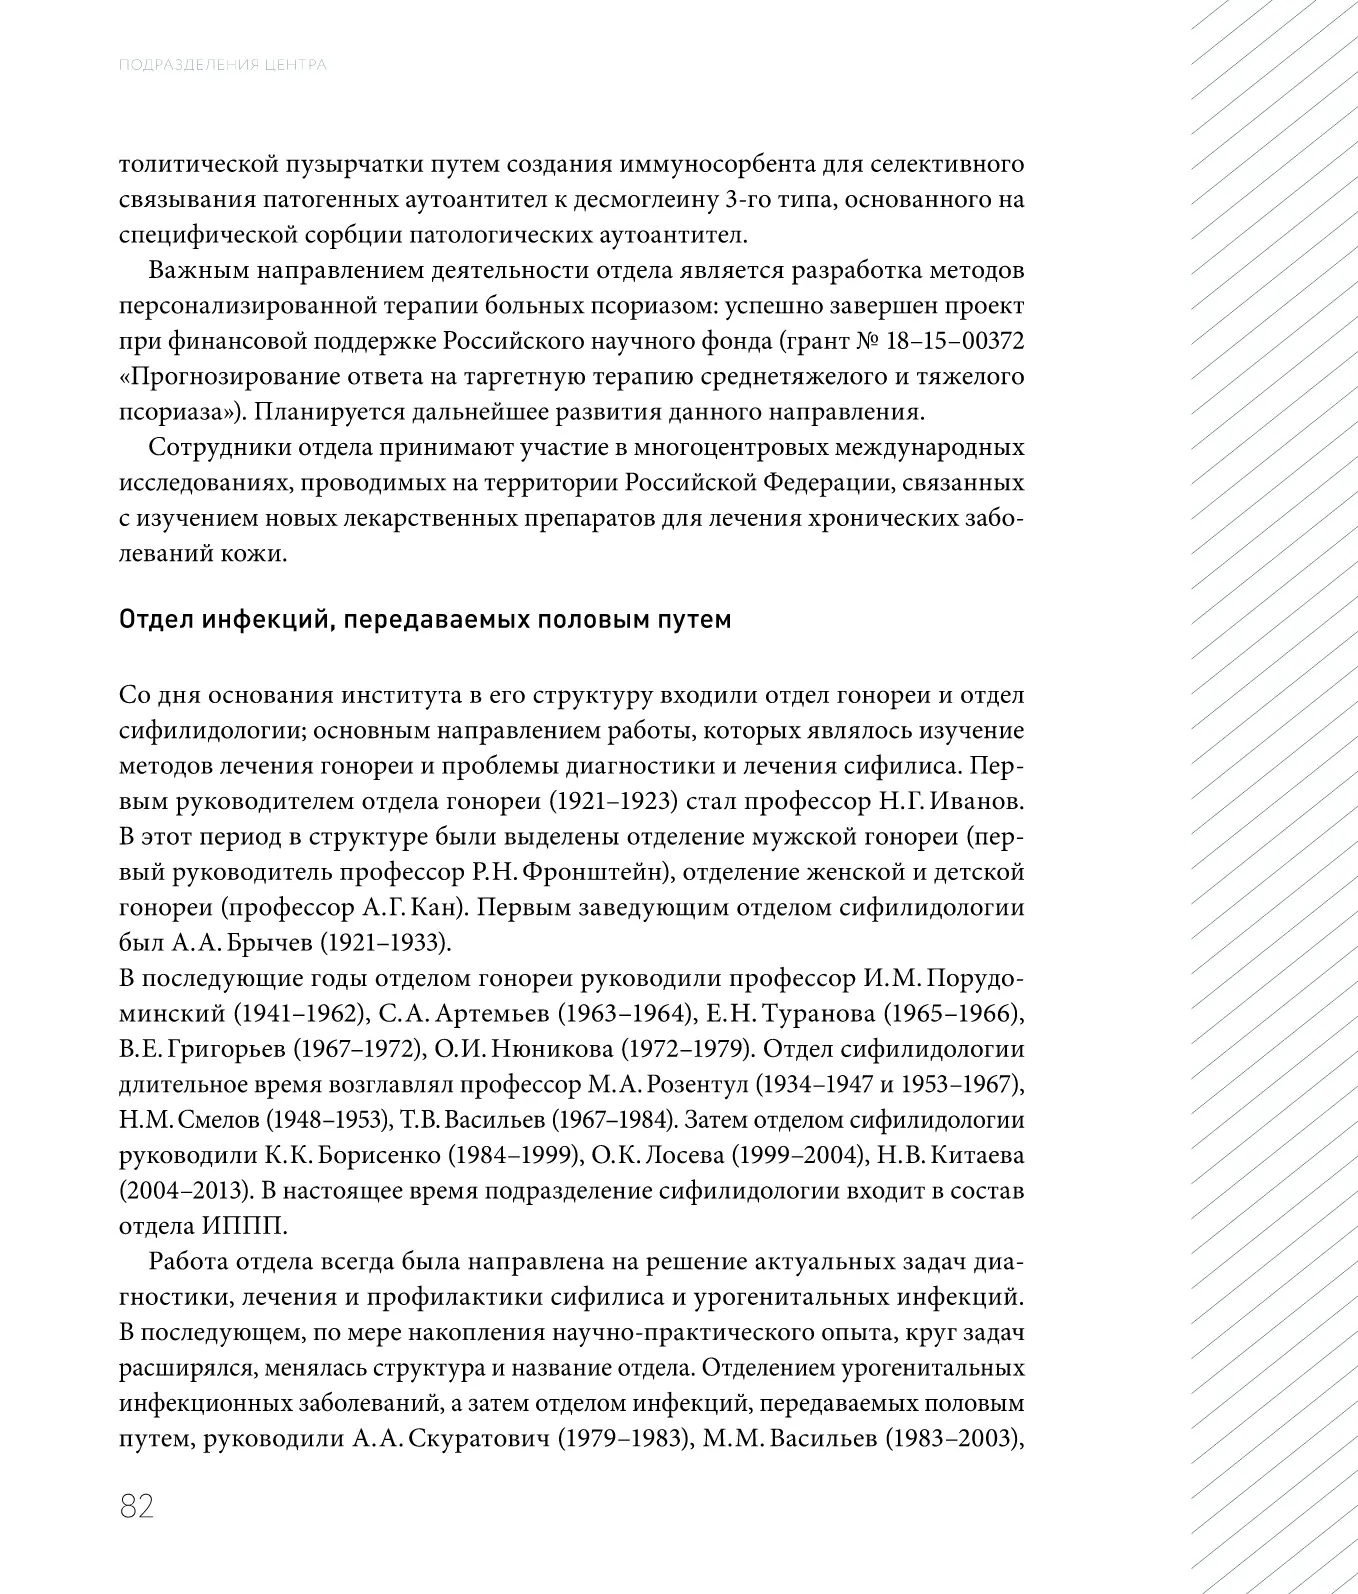 ПОДРАЗДЕЛЕНИЯ ЦЕНТРА
толитической пузырчатки путем создания иммуносорбента для селективного
связывания патогенных аутоантител к десмоглеину 3-го типа, основанного на
специфической сорбции патологических аутоантител.
Важным направлением деятельности отдела является разработка методов
персонализированной терапии больных псориазом: успешно завершен проект
при финансовой поддержке Российского научного фонда (грант № 18–15–00372
«Прогнозирование ответа на таргетную терапию среднетяжелого и тяжелого
псориаза»). Планируется дальнейшее развития данного направления.
Сотрудники отдела принимают участие в многоцентровых международных
исследованиях, проводимых на территории Российской Федерации, связанных
с изучением новых лекарственных препаратов для лечения хронических забо-
леваний кожи.
Отдел инфекций, передаваемых половым путем
Со дня основания института в его структуру входили отдел гонореи и отдел
сифилидологии; основным направлением работы, которых являлось изучение
методов лечения гонореи и проблемы диагностики и лечения сифилиса. Пер-
вым руководителем отдела гонореи (1921–1923) стал профессор Н.Г. Иванов.
В этот период в структуре были выделены отделение мужской гонореи (пер-
вый руководитель профессор Р.Н. Фронштейн), отделение женской и детской
гонореи (профессор А.Г. Кан). Первым заведующим отделом сифилидологии
был А.А. Брычев (1921–1933).
В последующие годы отделом гонореи руководили профессор И.М. Порудо-
минский (1941–1962), С.А. Артемьев (1963–1964), Е.Н. Туранова (1965–1966),
В.Е. Григорьев (1967–1972), О.И. Нюникова (1972–1979). Отдел сифилидологии
длительное время возглавлял профессор М.А. Розентул (1934–1947 и 1953–1967),
Н.М. Смелов (1948–1953), Т.В. Васильев (1967–1984). Затем отделом сифилидологии
руководили К.К. Борисенко (1984–1999), О.К. Лосева (1999–2004), Н.В. Китаева
(2004–2013). В настоящее время подразделение сифилидологии входит в состав
отдела ИППП.
Работа отдела всегда была направлена на решение актуальных задач диа-
гностики, лечения и профилактики сифилиса и урогенитальных инфекций.
В последующем, по мере накопления научно-практического опыта, круг задач
расширялся, менялась структура и название отдела. Отделением урогенитальных
инфекционных заболеваний, а затем отделом инфекций, передаваемых половым
путем, руководили А.А. Скуратович (1979–1983), М.М. Васильев (1983–2003),
82